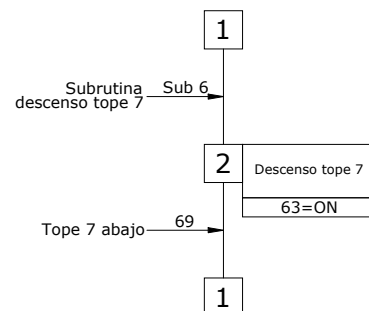 1
Subrutina
descenso tope 7
Sub 6
2
Descenso tope 7
63=ON
Tope 7 abajo
69
1